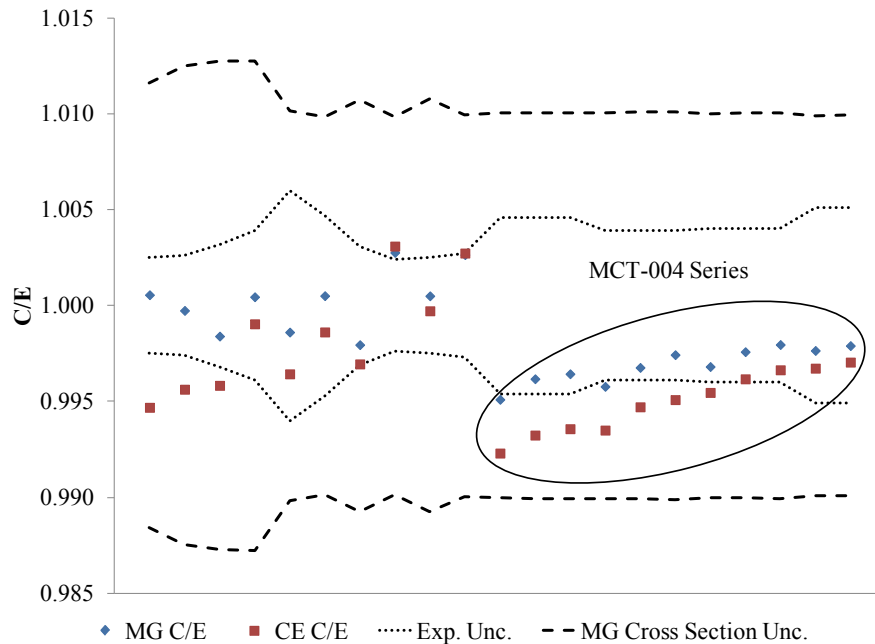 1.015
1.010
1.005
1.000
0.995
0.990
0.985
C/E
MCT-004 Series
MG C/E
CE C/E
Exp. Unc.
MG Cross Section Unc.